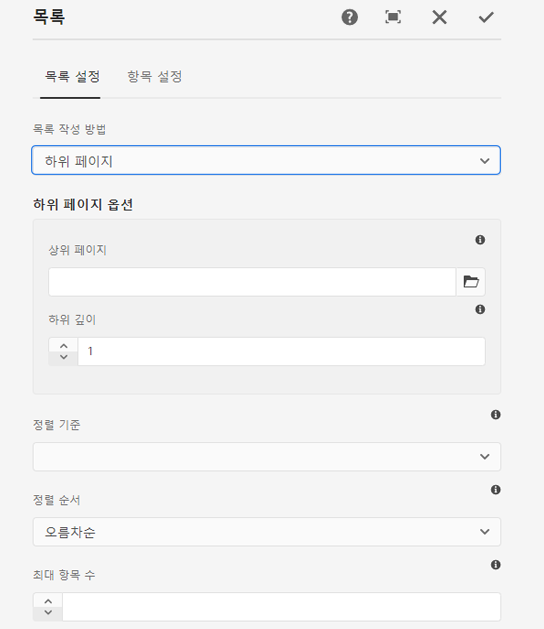 목록
목록 설정 항목 설정
목록 작성 방법
하위 페이지
하위 페이지 옵션
상위 페이지
하위 깊이
1
정렬 기준
정렬 순서
오름차순
최대 항목 수